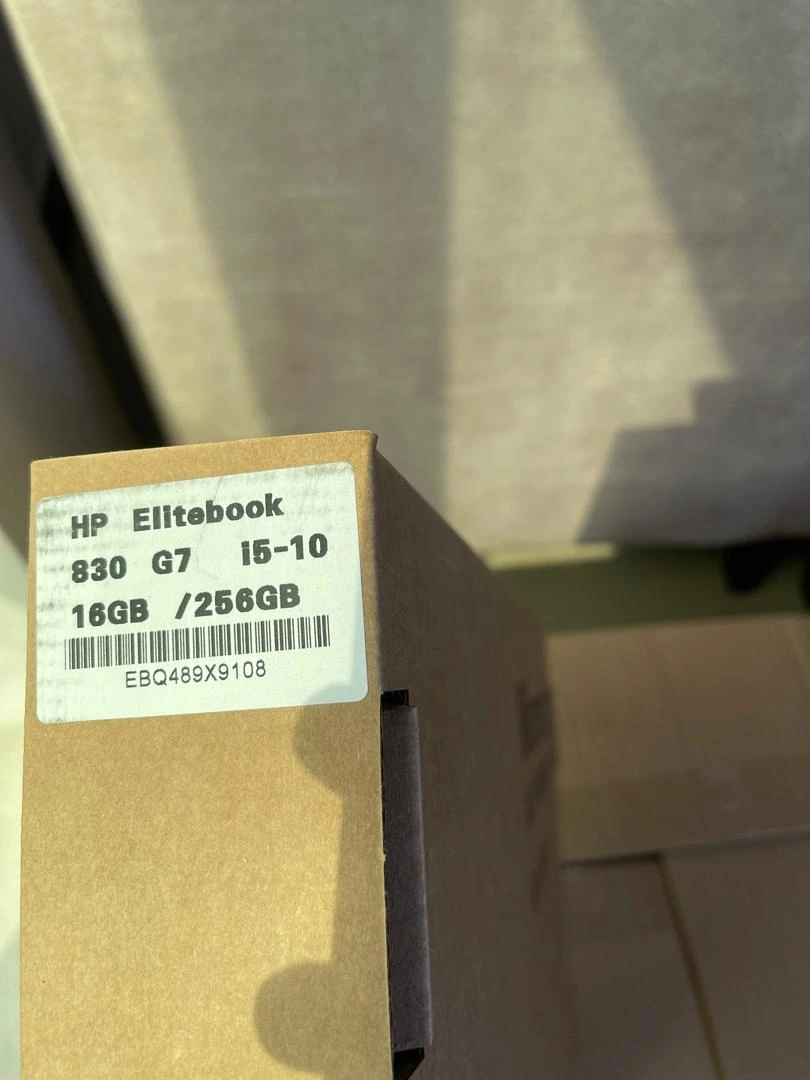 HP Elitebook
830 G7 i5-10
16GB /256GB
EBQ489X9108